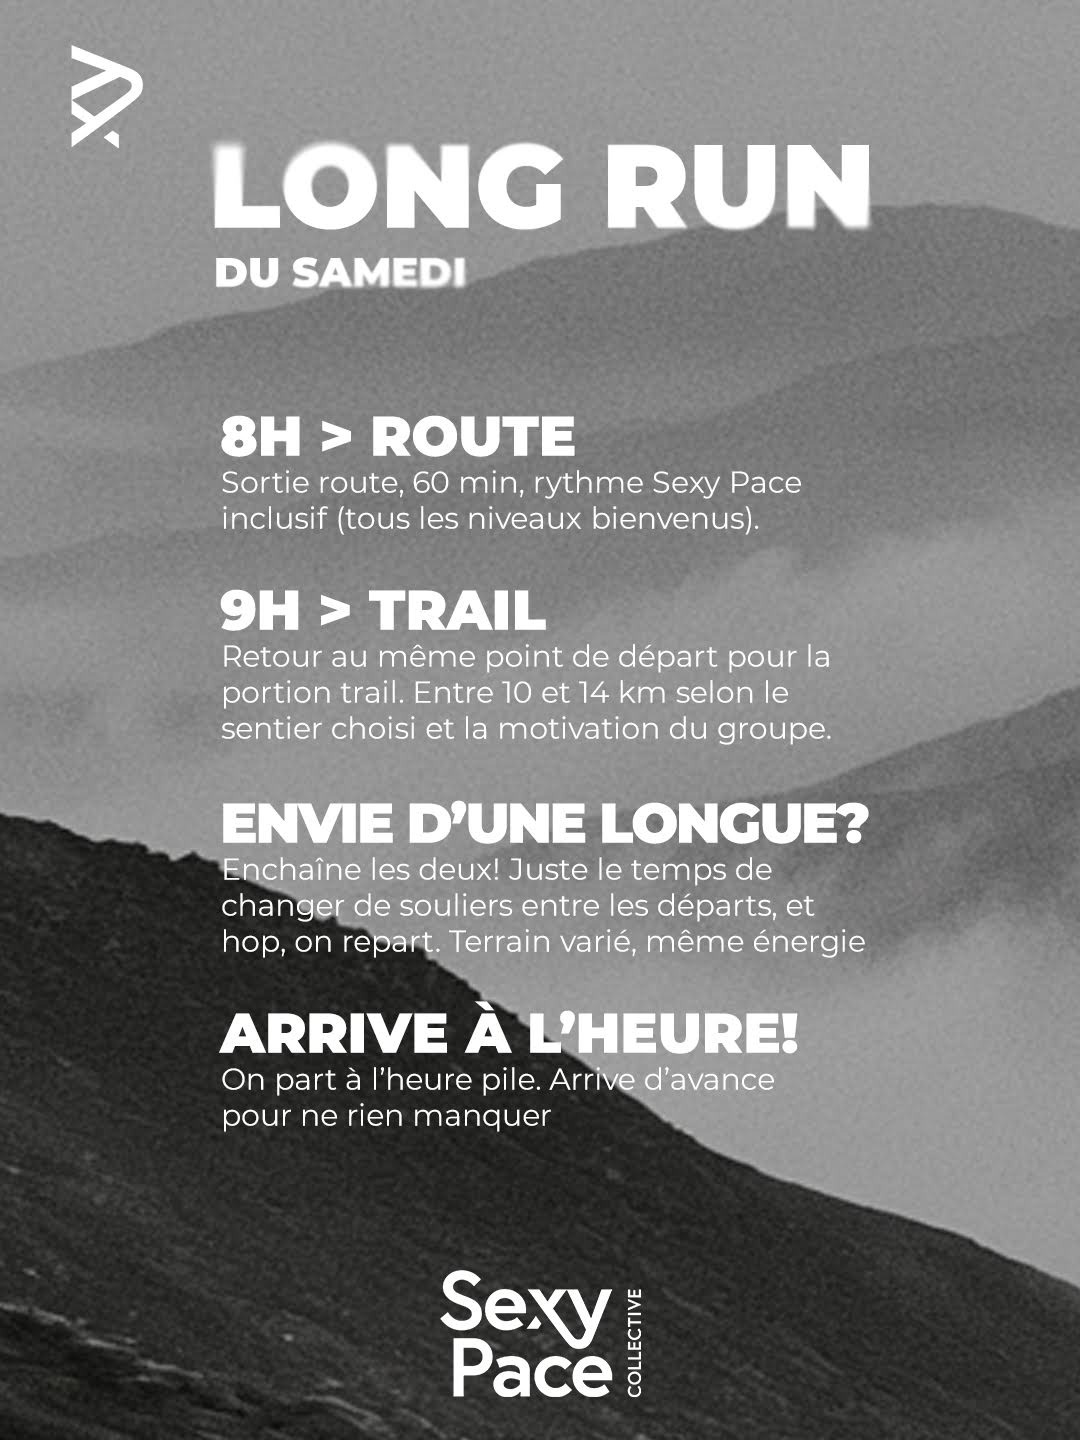 LONG RUN
DU SAMEDI
8H > ROUTE
Sortie route, 60 min, rythme Sexy Pace
inclusif (tous les niveaux bienvenus).
9H > TRAIL
Retour au même point de départ pour la
portion trail. Entre 10 et 14 km selon le
sentier choisi et la motivation du groupe.
ENVIE D’UNE LONGUE?
Enchaîne les deux! Juste le temps de
changer de souliers entre les départs, et
hop, on repart. Terrain varié, même énergie
ARRIVE À L’HEURE!
On part à l’heure pile. Arrive d’avance
pour ne rien manquer
Sexy
Pace
COLLECTIVE